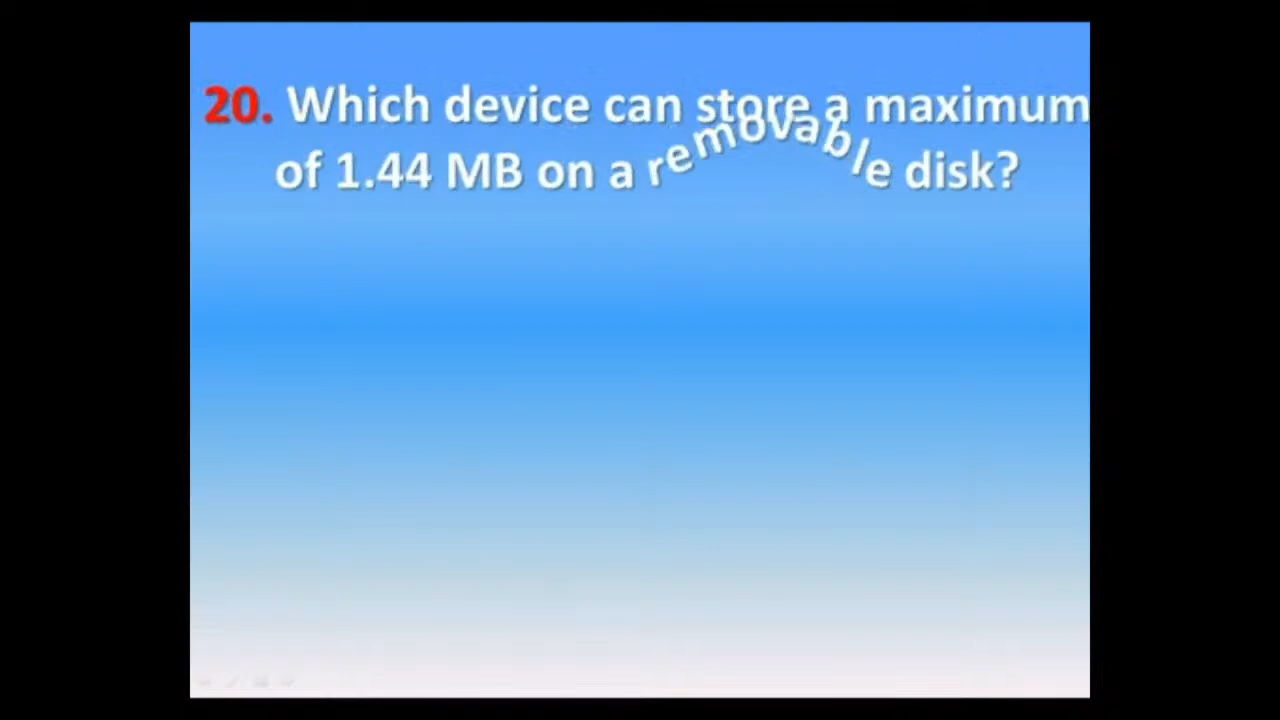 20. Which device can store a maximum
of 1.44 MB on a removable disk?